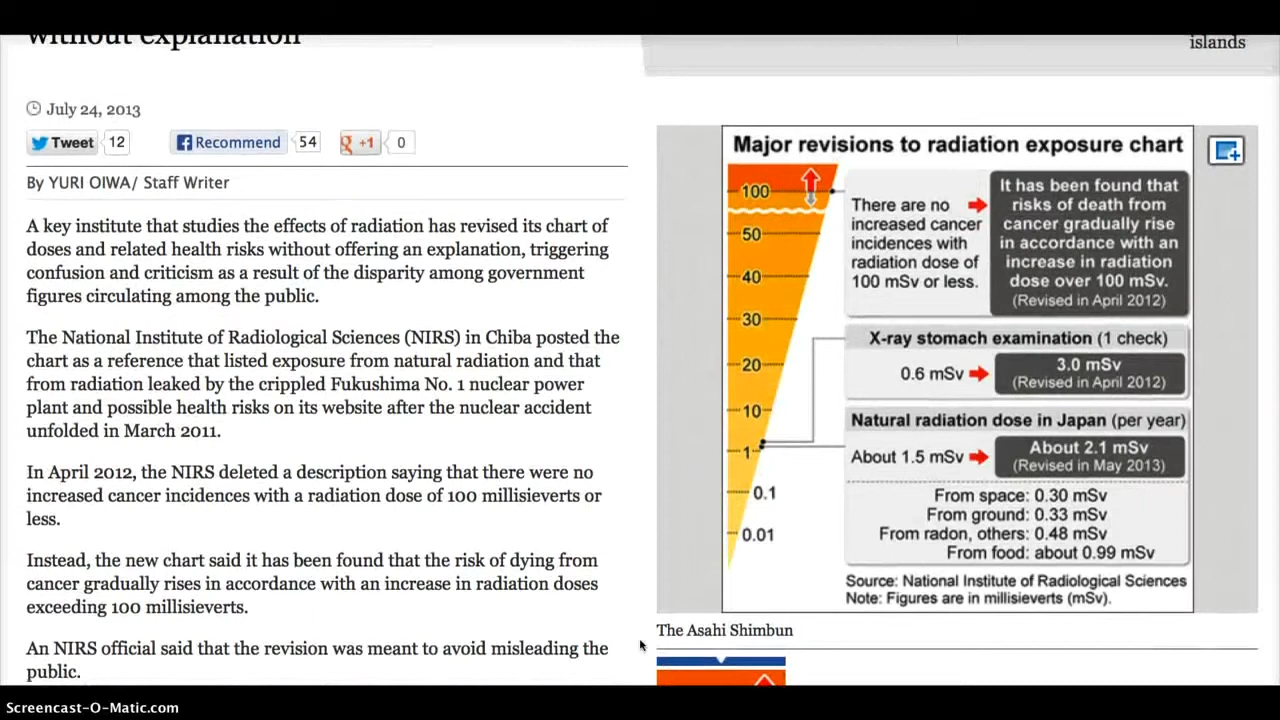 without explanation
islands
July 24, 2013
Tweet 12 Recommend 54 +1 0
By YURI OIWA/ Staff Writer
A key institute that studies the effects of radiation has revised its chart of
doses and related health risks without offering an explanation, triggering
confusion and criticism as a result of the disparity among government
figures circulating among the public.
The National Institute of Radiological Sciences (NIRS) in Chiba posted the
chart as a reference that listed exposure from natural radiation and that
from radiation leaked by the crippled Fukushima No. 1 nuclear power
plant and possible health risks on its website after the nuclear accident
unfolded in March 2011.
In April 2012, the NIRS deleted a description saying that there were no
increased cancer incidences with a radiation dose of 100 millisieverts or
less.
Instead, the new chart said it has been found that the risk of dying from
cancer gradually rises in accordance with an increase in radiation doses
exceeding 100 millisieverts.
An NIRS official said that the revision was meant to avoid misleading the
public.
Major revisions to radiation exposure chart
100
50
40
30
20
10
1
0.1
0.01
There are no
increased cancer
incidences with
radiation dose of
100 mSv or less.
It has been found that
risks of death from
cancer gradually rise
in accordance with an
increase in radiation
dose over 100 mSv.
(Revised in April 2012)
X-ray stomach examination (1 check)
0.6 mSv
3.0 mSv
(Revised in April 2012)
Natural radiation dose in Japan (per year)
About 1.5 mSv
About 2.1 mSv
(Revised in May 2013)
From space: 0.30 mSv
From ground: 0.33 mSv
From radon, others: 0.48 mSv
From food: about 0.99 mSv
Source: National Institute of Radiological Sciences
Note: Figures are in millisieverts (mSv).
The Asahi Shimbun
Screencast-O-Matic.com